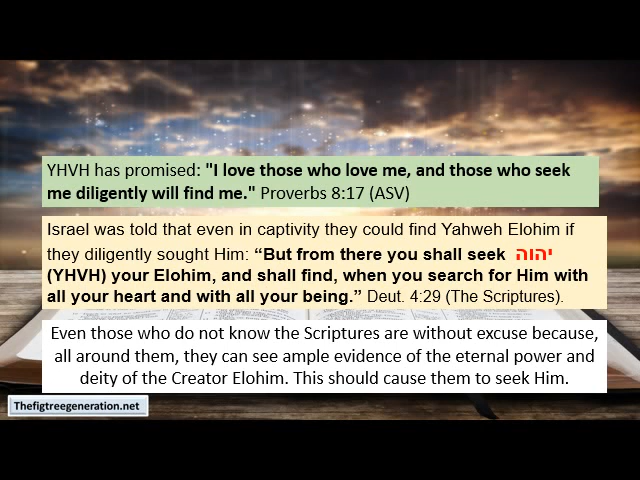 YHVH has promised: "I love those who love me, and those who seek
me diligently will find me." Proverbs 8:17 (ASV)
Israel was told that even in captivity they could find Yahweh Elohim if
they diligently sought Him: “But from there you shall seek יהוה
(YHVH) your Elohim, and shall find, when you search for Him with
all your heart and with all your being.” Deut. 4:29 (The Scriptures).
Even those who do not know the Scriptures are without excuse because,
all around them, they can see ample evidence of the eternal power and
deity of the Creator Elohim. This should cause them to seek Him.
Thefigtreegeneration.net